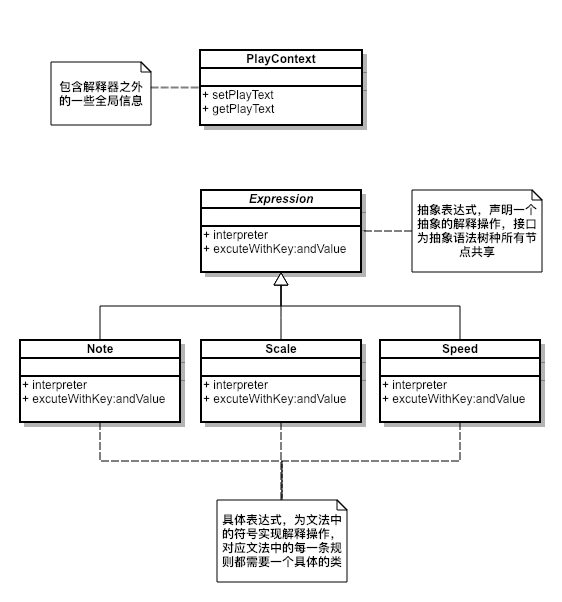 PlayContext
包含解释器之外
的一些全局信息
+ setPlayText
+ getPlayText
Expression
抽象表达式，声明一个
抽象的解释操作，接口
为抽象语法树种所有节
点共享
+ interpreter
+ excuteWithKey:andValue
Note
+ interpreter
+ excuteWithKey:andValue
Scale
+ interpreter
+ excuteWithKey:andValue
Speed
+ interpreter
+ excuteWithKey:andValue
具体表达式，为文法中
的符号实现解释操作，
对应文法中的每一条规
则都需要一个具体的类